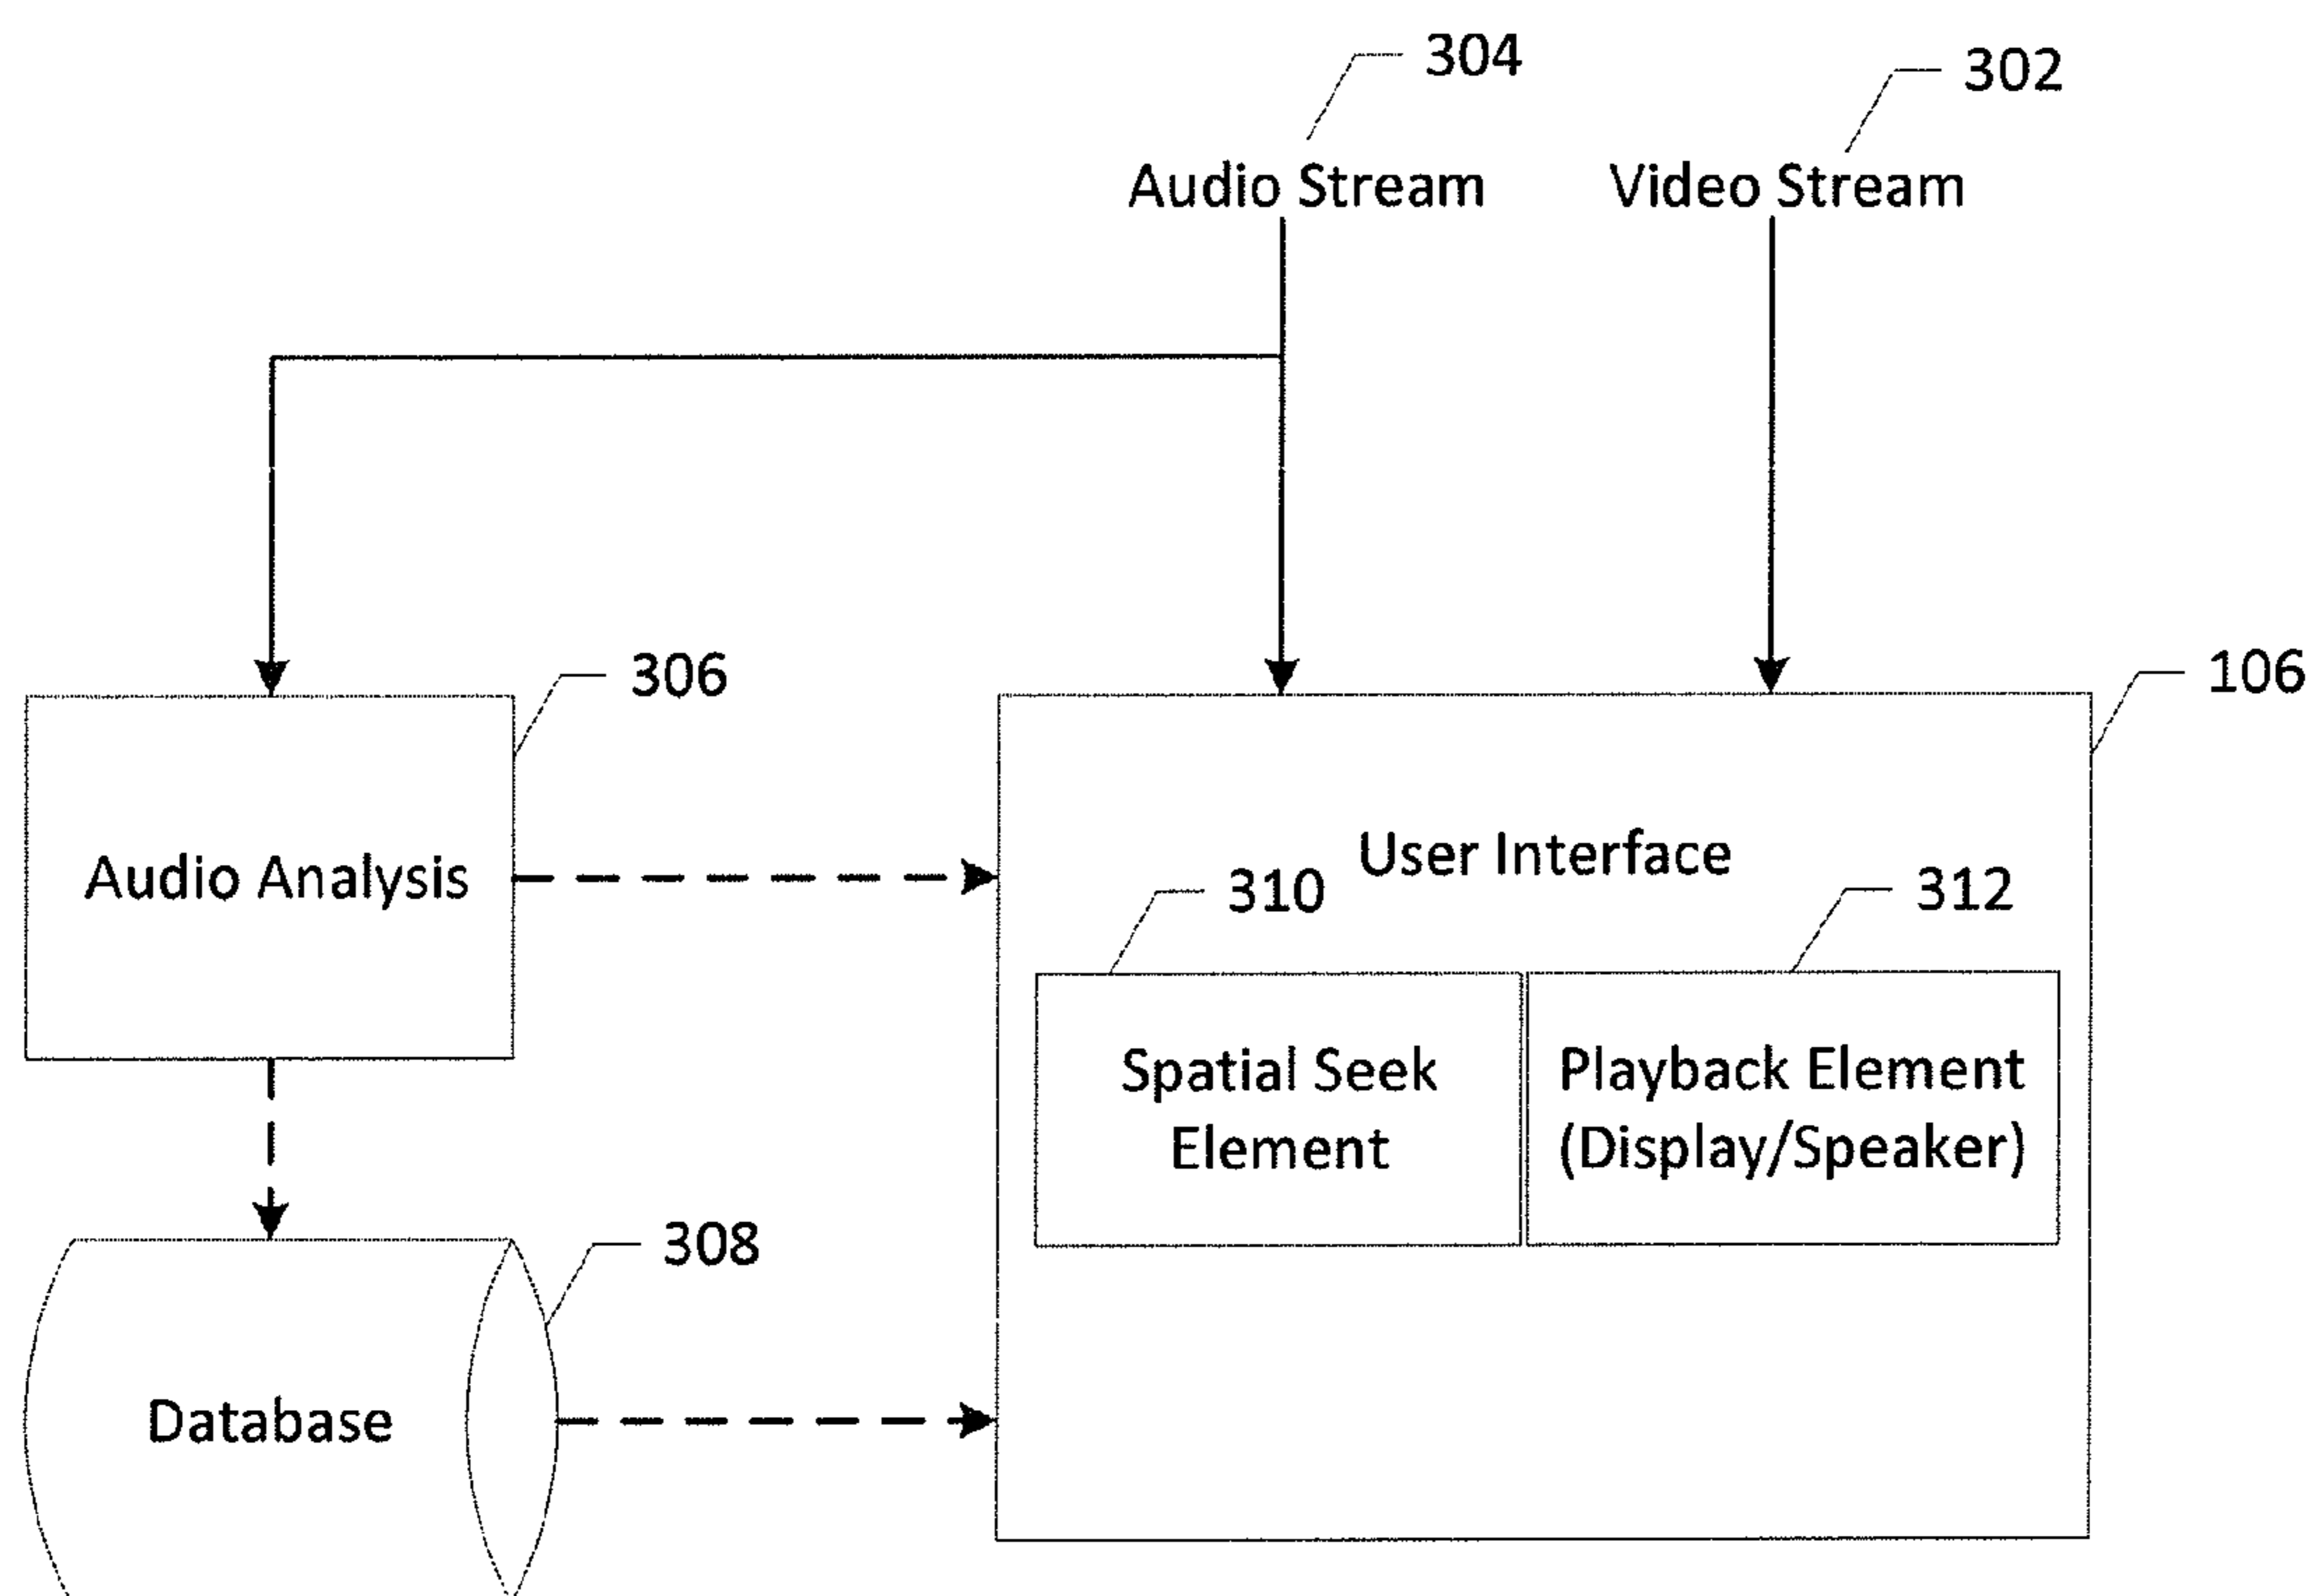 304
302
Audio Stream
Video Stream
306
106
Audio Analysis
User Interface
310
312
Spatial Seek
Element
Playback Element
(Display/Speaker)
308
Database